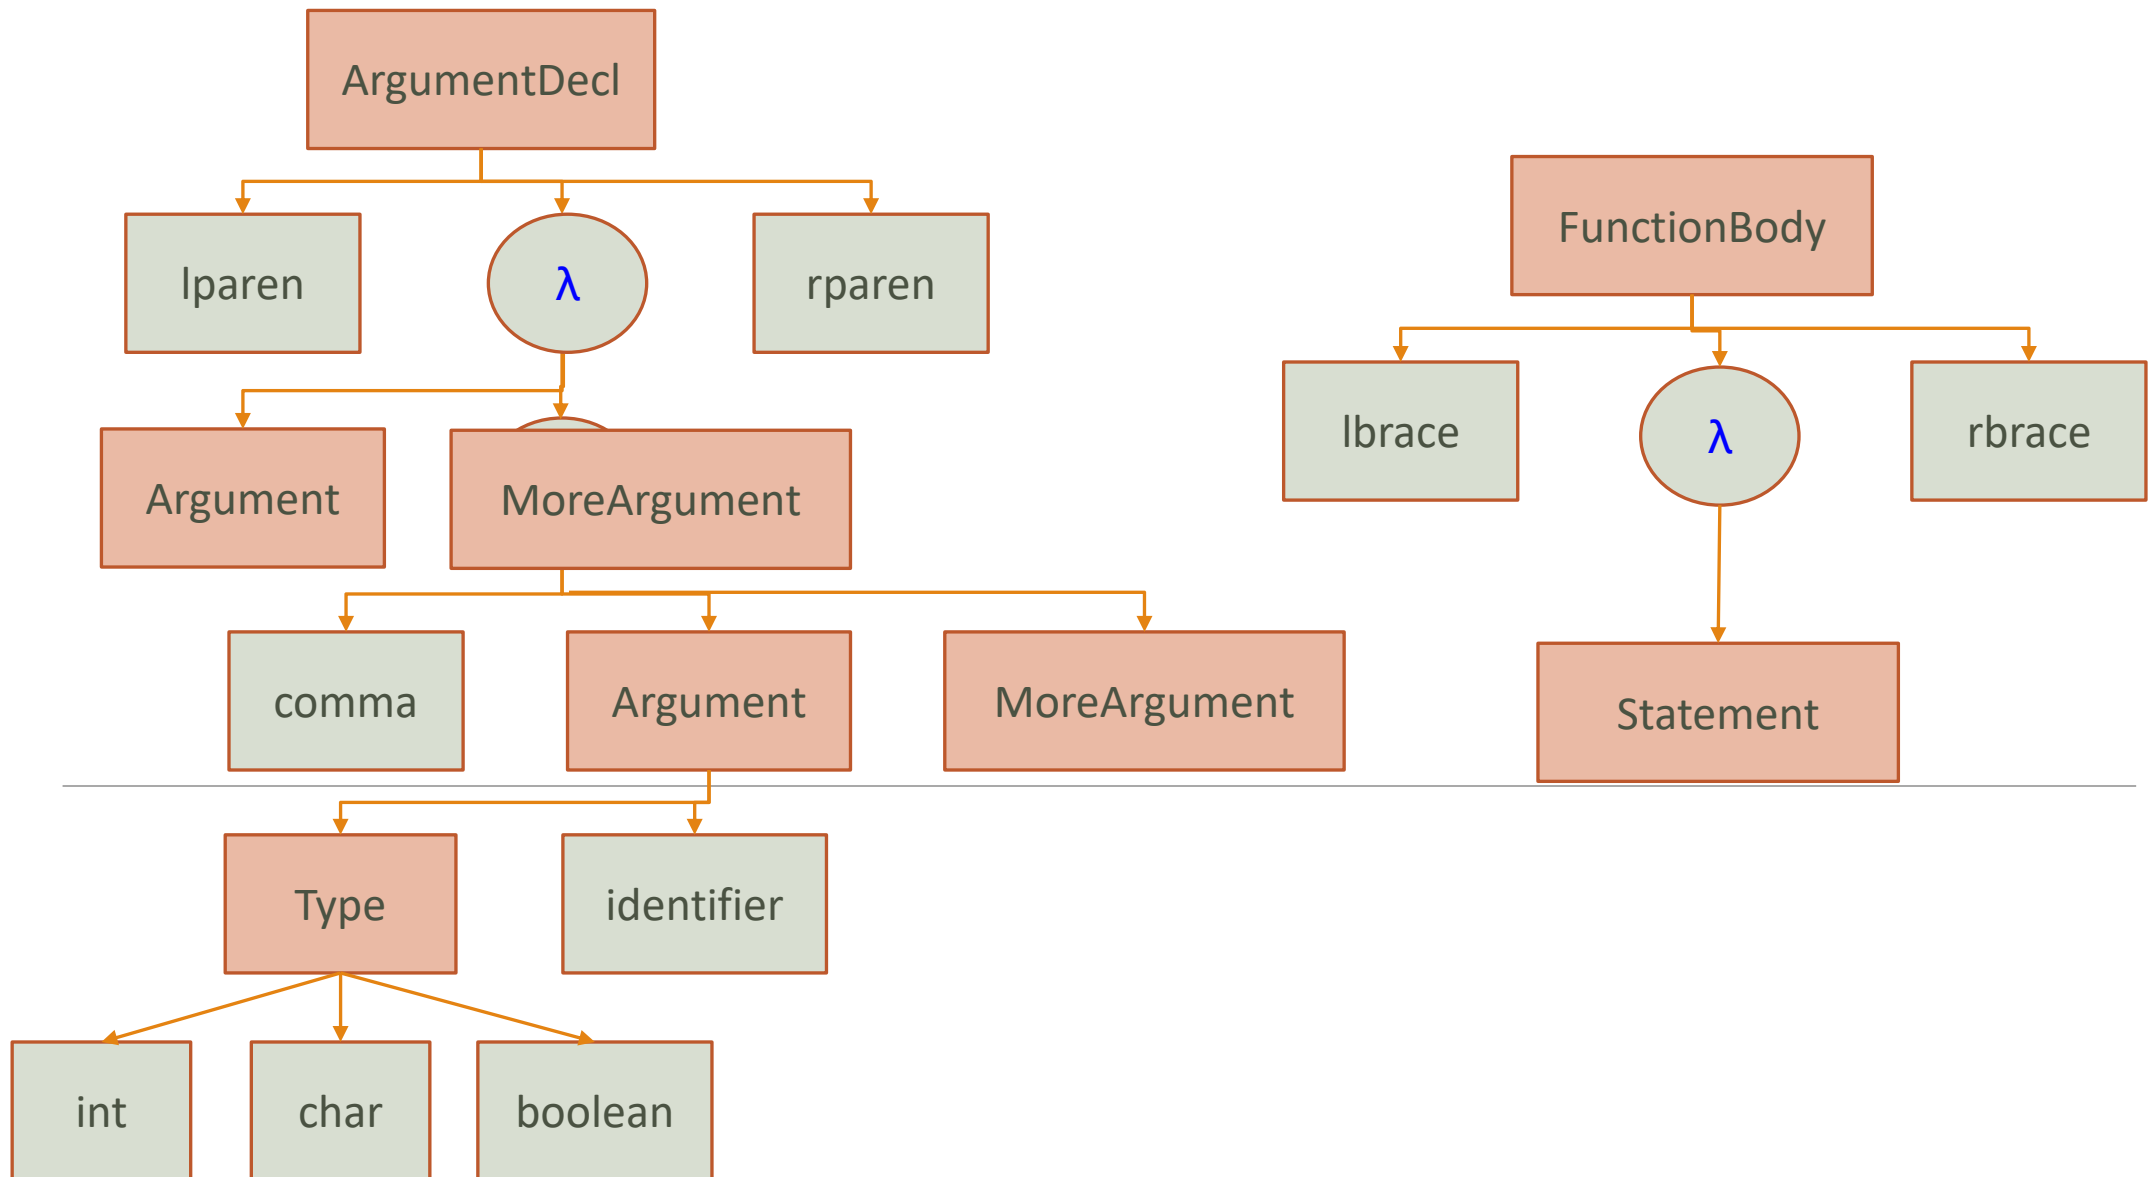 ArgumentDecl
FunctionBody
lparen
λ
rparen
lbrace
λ
rbrace
Argument
MoreArgument
comma
Argument
MoreArgument
Statement
Type
identifier
int
char
boolean